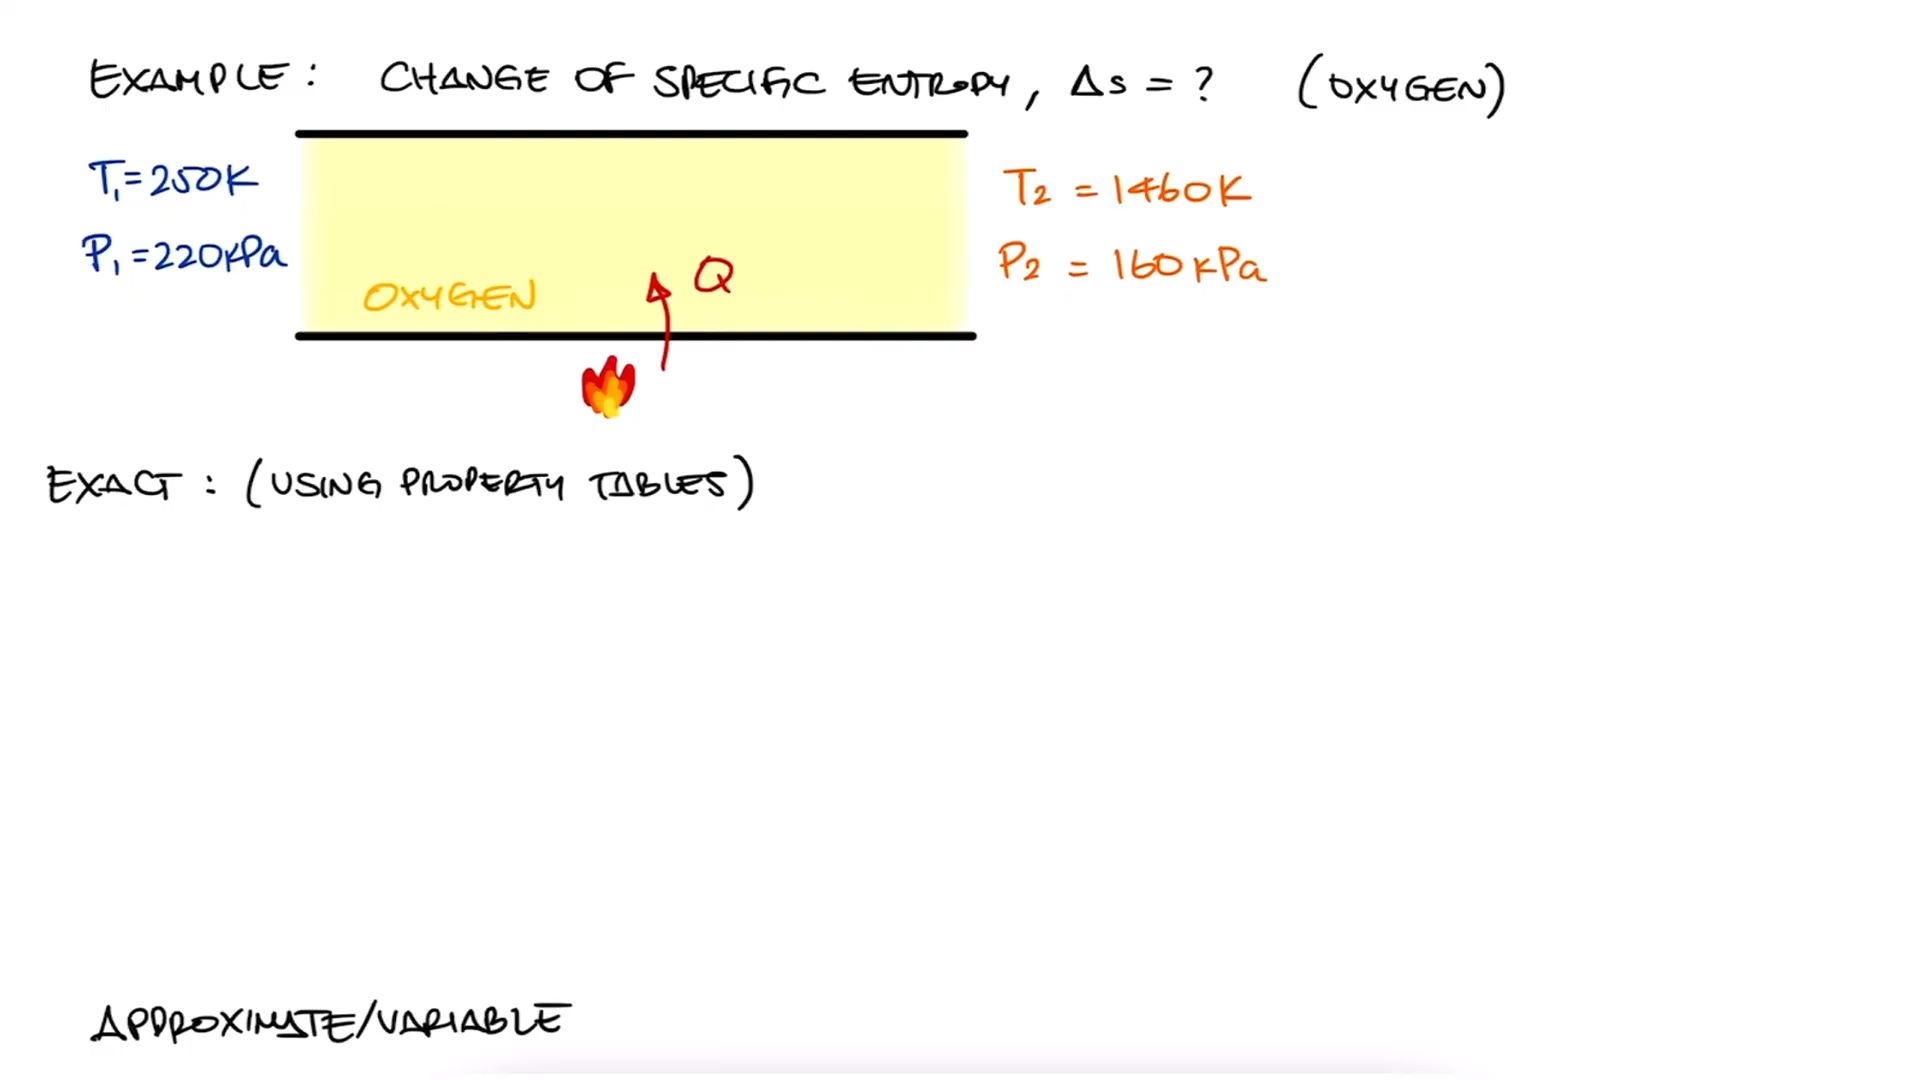 EXAMPLE: CHANGE OF SPECIFIC ENTROPY, Δs = ? (OXYGEN)
T₁=250K
P₁=220kPa
OXYGEN
Q
T₂ = 1460K
P₂ = 160kPa
EXACT: (USING PROPERTY TABLES)
APPROXIMATE/VARIABLE